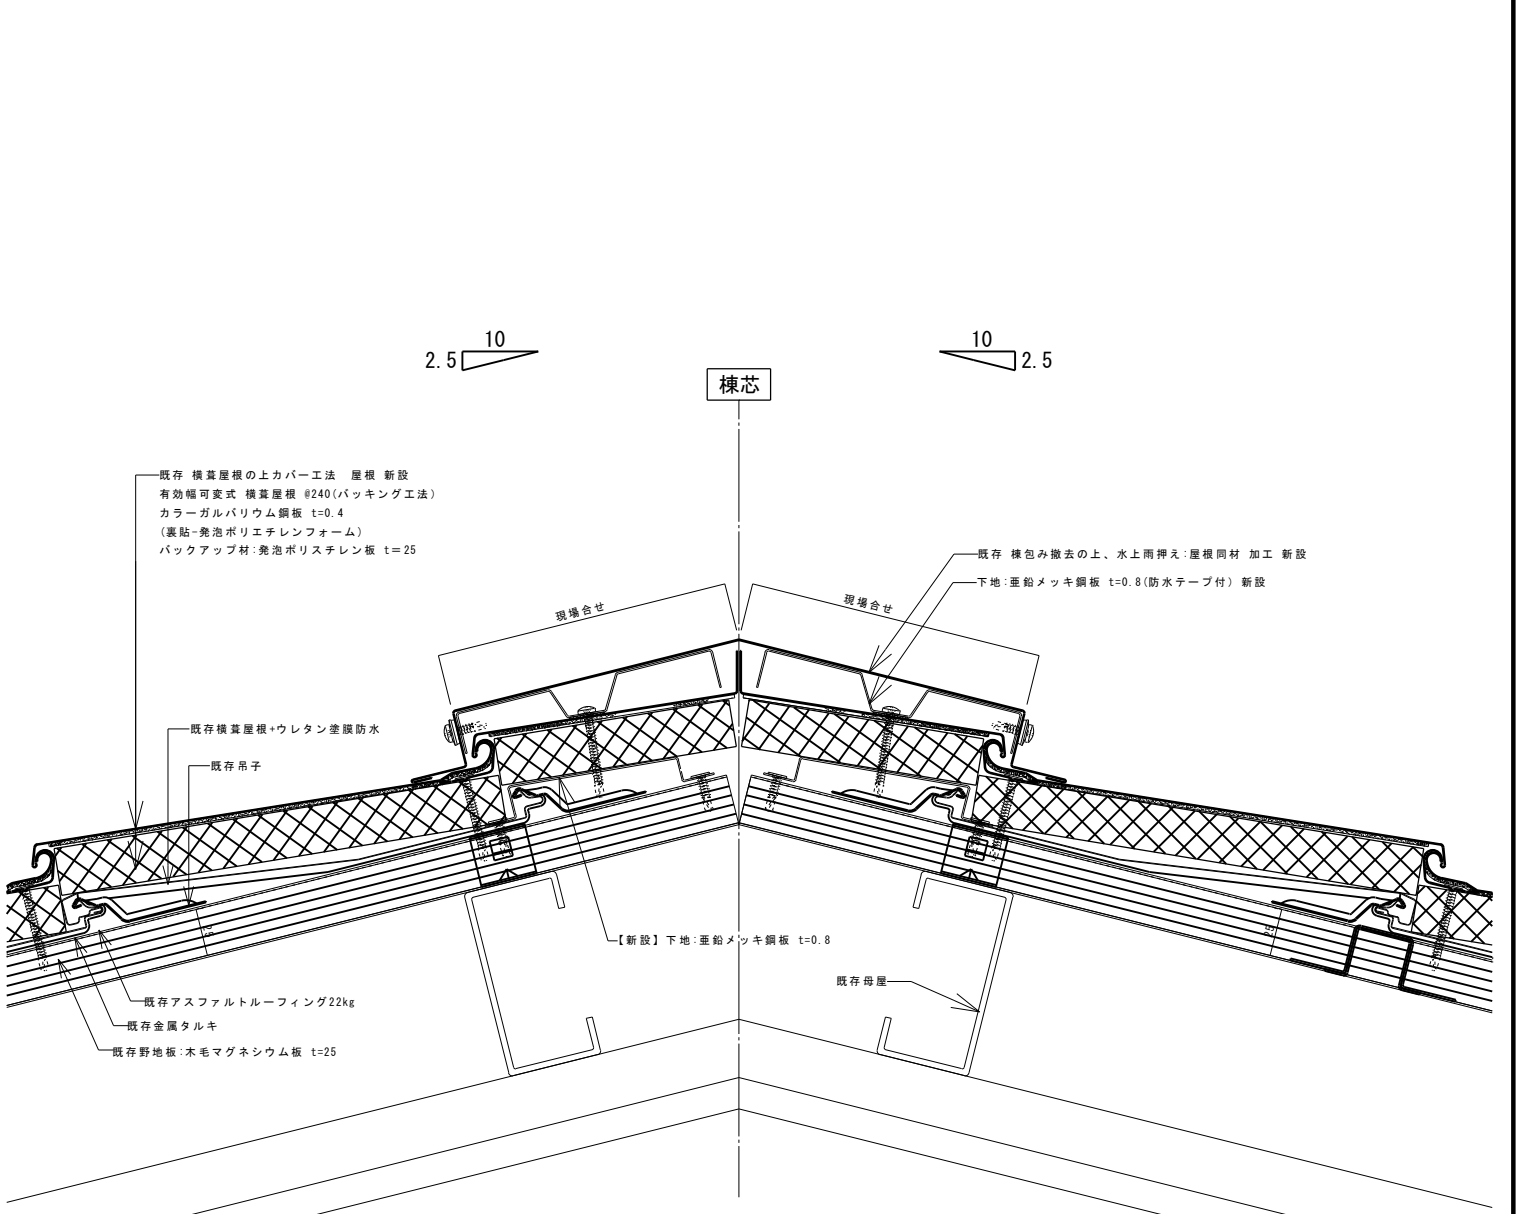 10
2.5
10
2.5
棟芯
既存 横葺屋根の上カバー工法　屋根 新設
有効幅可変式 横葺屋根 @240(バッキング工法)
カラーガルバリウム鋼板 t=0.4
(裏貼-発泡ポリエチレンフォーム)
バックアップ材:発泡ポリスチレン板 t=25
既存 棟包み撤去の上、水上雨押え:屋根同材 加工 新設
下地:亜鉛メッキ鋼板 t=0.8(防水テープ付) 新設
現場合せ
現場合せ
既存横葺屋根+ウレタン塗膜防水
既存吊子
25
【新設】下地:亜鉛メッキ鋼板 t=0.8
既存母屋
既存アスファルトルーフィング22kg
既存金属タルキ
既存野地板:木毛マグネシウム板 t=25